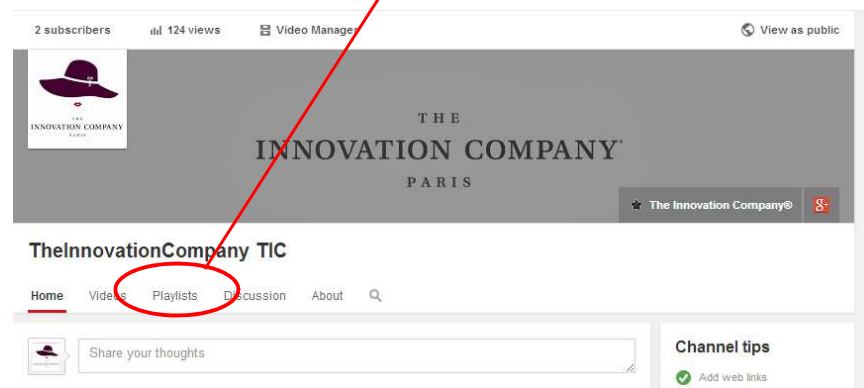 2 subscribers 124 views Video Manager View as public
THE
INNOVATION COMPANY
PARIS
THE
INNOVATION COMPANY®
PARIS
The Innovation Company® g+
TheInnovationCompany TIC
Home Videos Playlists Discussion About
Share your thoughts
Channel tips
Add web links